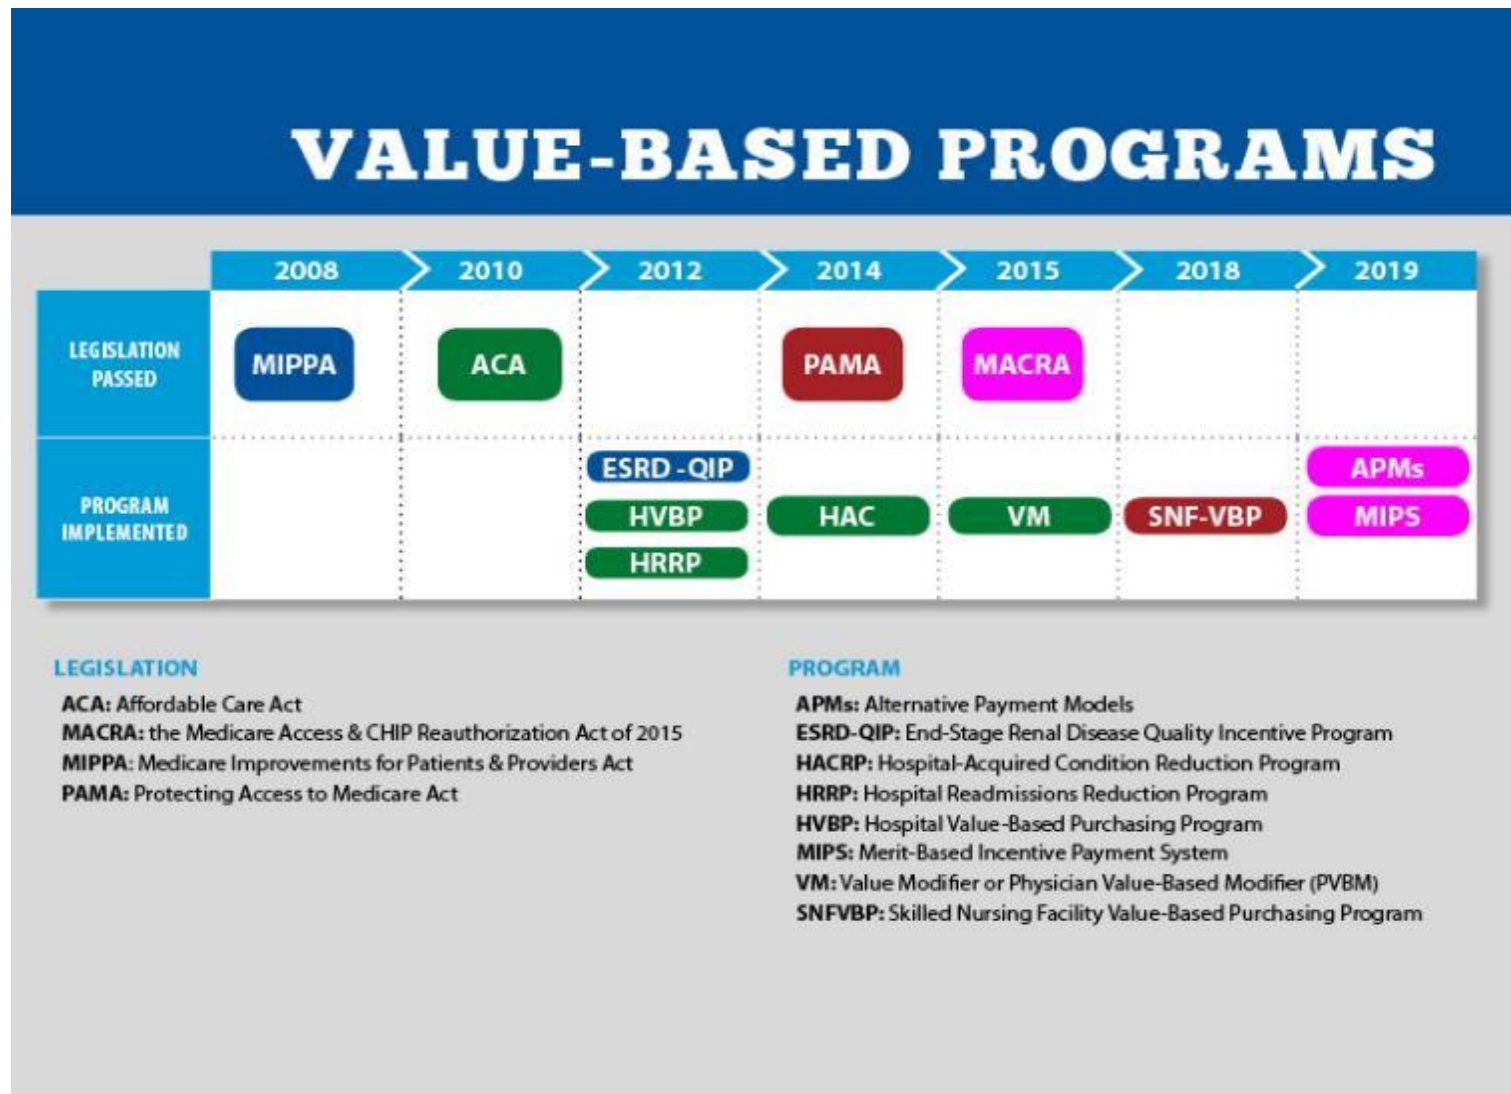 VALUE-BASED PROGRAMS
2008 2010 2012 2014 2015 2018 2019
LEGISLATION
PASSED
MIPPA ACA PAMA MACRA
PROGRAM
IMPLEMENTED
ESRD-QIP APMs
HVBP HAC VM SNF-VBP MIPS
HRRP
LEGISLATION
ACA: Affordable Care Act
MACRA: the Medicare Access & CHIP Reauthorization Act of 2015
MIPPA: Medicare Improvements for Patients & Providers Act
PAMA: Protecting Access to Medicare Act
PROGRAM
APMs: Alternative Payment Models
ESRD-QIP: End-Stage Renal Disease Quality Incentive Program
HACRP: Hospital-Acquired Condition Reduction Program
HRRP: Hospital Readmissions Reduction Program
HVBP: Hospital Value-Based Purchasing Program
MIPS: Merit-Based Incentive Payment System
VM: Value Modifier or Physician Value-Based Modifier (PVBM)
SNFVBP: Skilled Nursing Facility Value-Based Purchasing Program